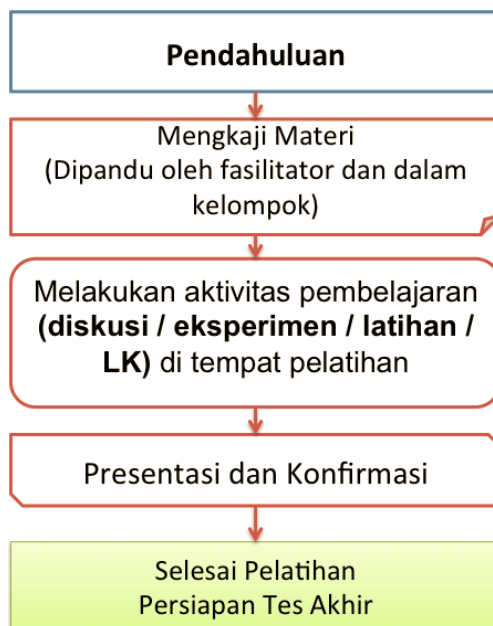 Pendahuluan
Mengkaji Materi
(Dipandu oleh fasilitator dan dalam
kelompok)
Melakukan aktivitas pembelajaran
(diskusi / eksperimen / latihan /
LK) di tempat pelatihan
Presentasi dan Konfirmasi
Selesai Pelatihan
Persiapan Tes Akhir